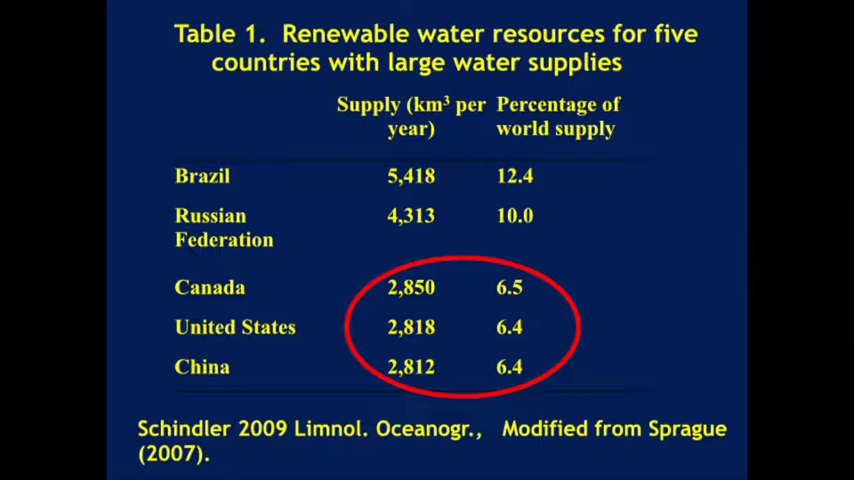 Table 1. Renewable water resources for five
countries with large water supplies
Supply (km³ per Percentage of
year) world supply
Brazil 5,418 12.4
Russian 4,313 10.0
Federation
Canada 2,850 6.5
United States 2,818 6.4
China 2,812 6.4
Schindler 2009 Limnol. Oceanogr., Modified from Sprague
(2007).